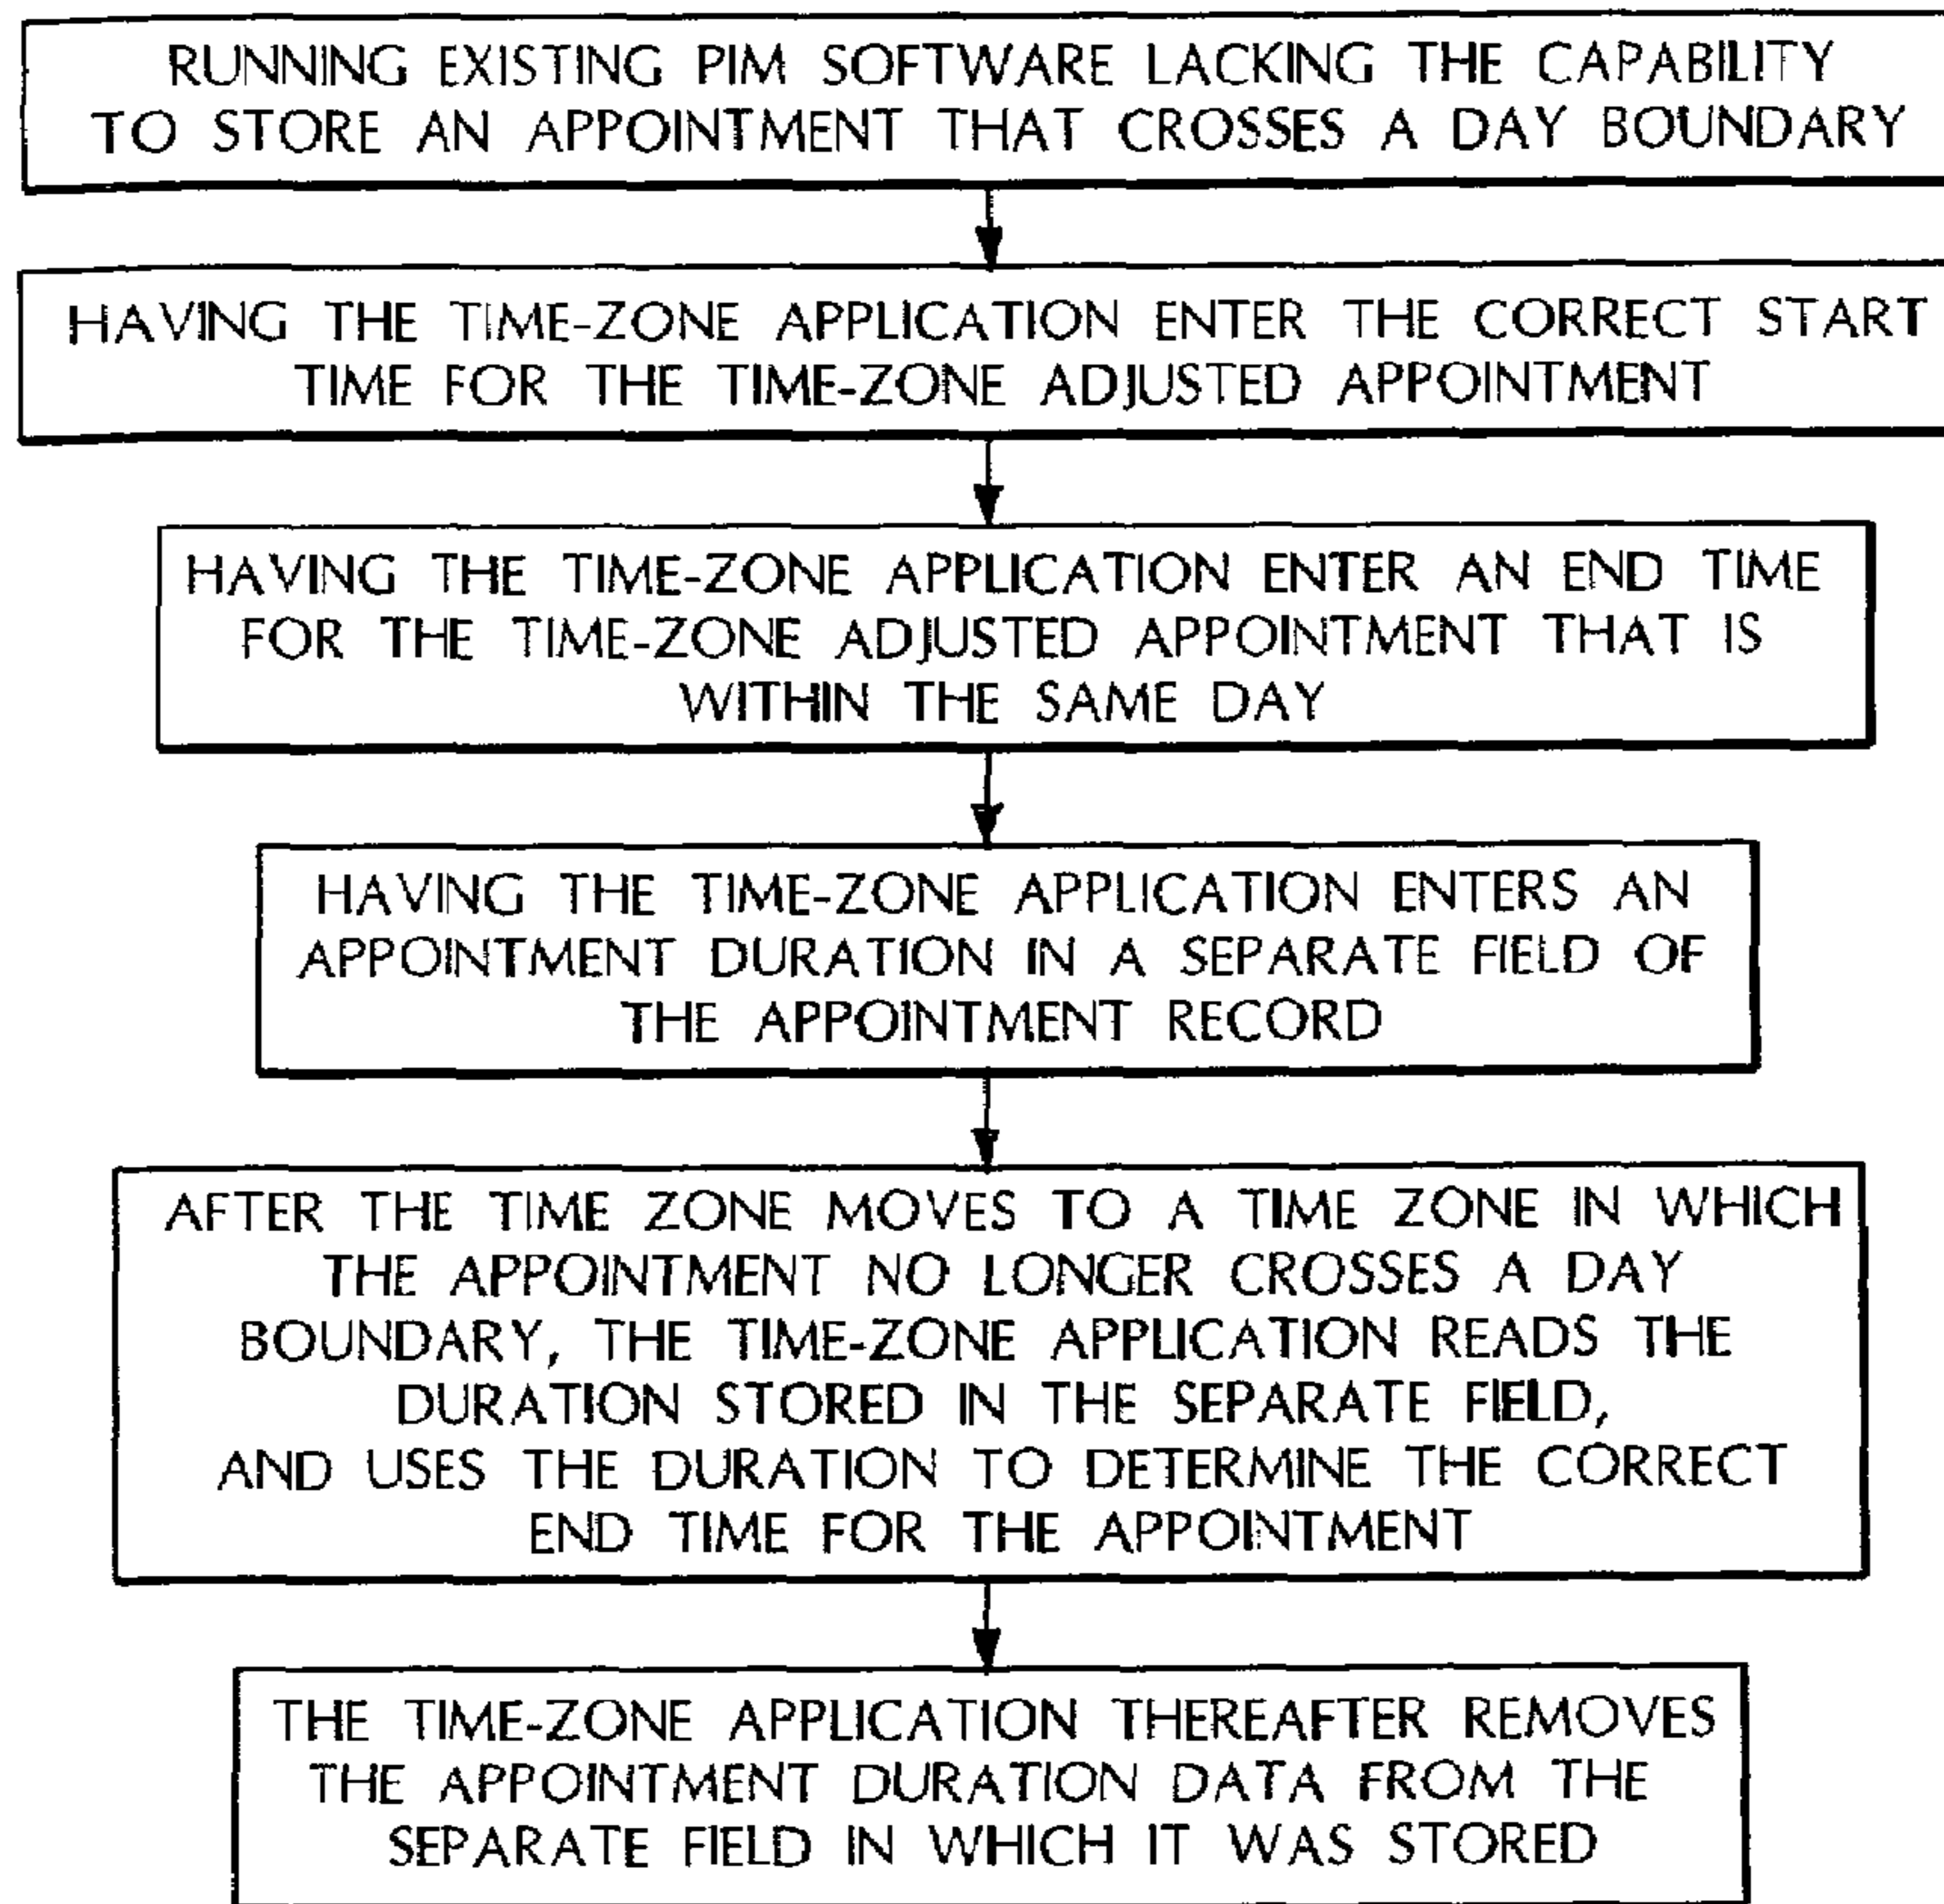 RUNNING EXISTING PIM SOFTWARE LACKING THE CAPABILITY
TO STORE AN APPOINTMENT THAT CROSSES A DAY BOUNDARY
HAVING THE TIME-ZONE APPLICATION ENTER THE CORRECT START
TIME FOR THE TIME-ZONE ADJUSTED APPOINTMENT
HAVING THE TIME-ZONE APPLICATION ENTER AN END TIME
FOR THE TIME-ZONE ADJUSTED APPOINTMENT THAT IS
WITHIN THE SAME DAY
HAVING THE TIME-ZONE APPLICATION ENTERS AN
APPOINTMENT DURATION IN A SEPARATE FIELD OF
THE APPOINTMENT RECORD
AFTER THE TIME ZONE MOVES TO A TIME ZONE IN WHICH
THE APPOINTMENT NO LONGER CROSSES A DAY
BOUNDARY, THE TIME-ZONE APPLICATION READS THE
DURATION STORED IN THE SEPARATE FIELD,
AND USES THE DURATION TO DETERMINE THE CORRECT
END TIME FOR THE APPOINTMENT
THE TIME-ZONE APPLICATION THEREAFTER REMOVES
THE APPOINTMENT DURATION DATA FROM THE
SEPARATE FIELD IN WHICH IT WAS STORED